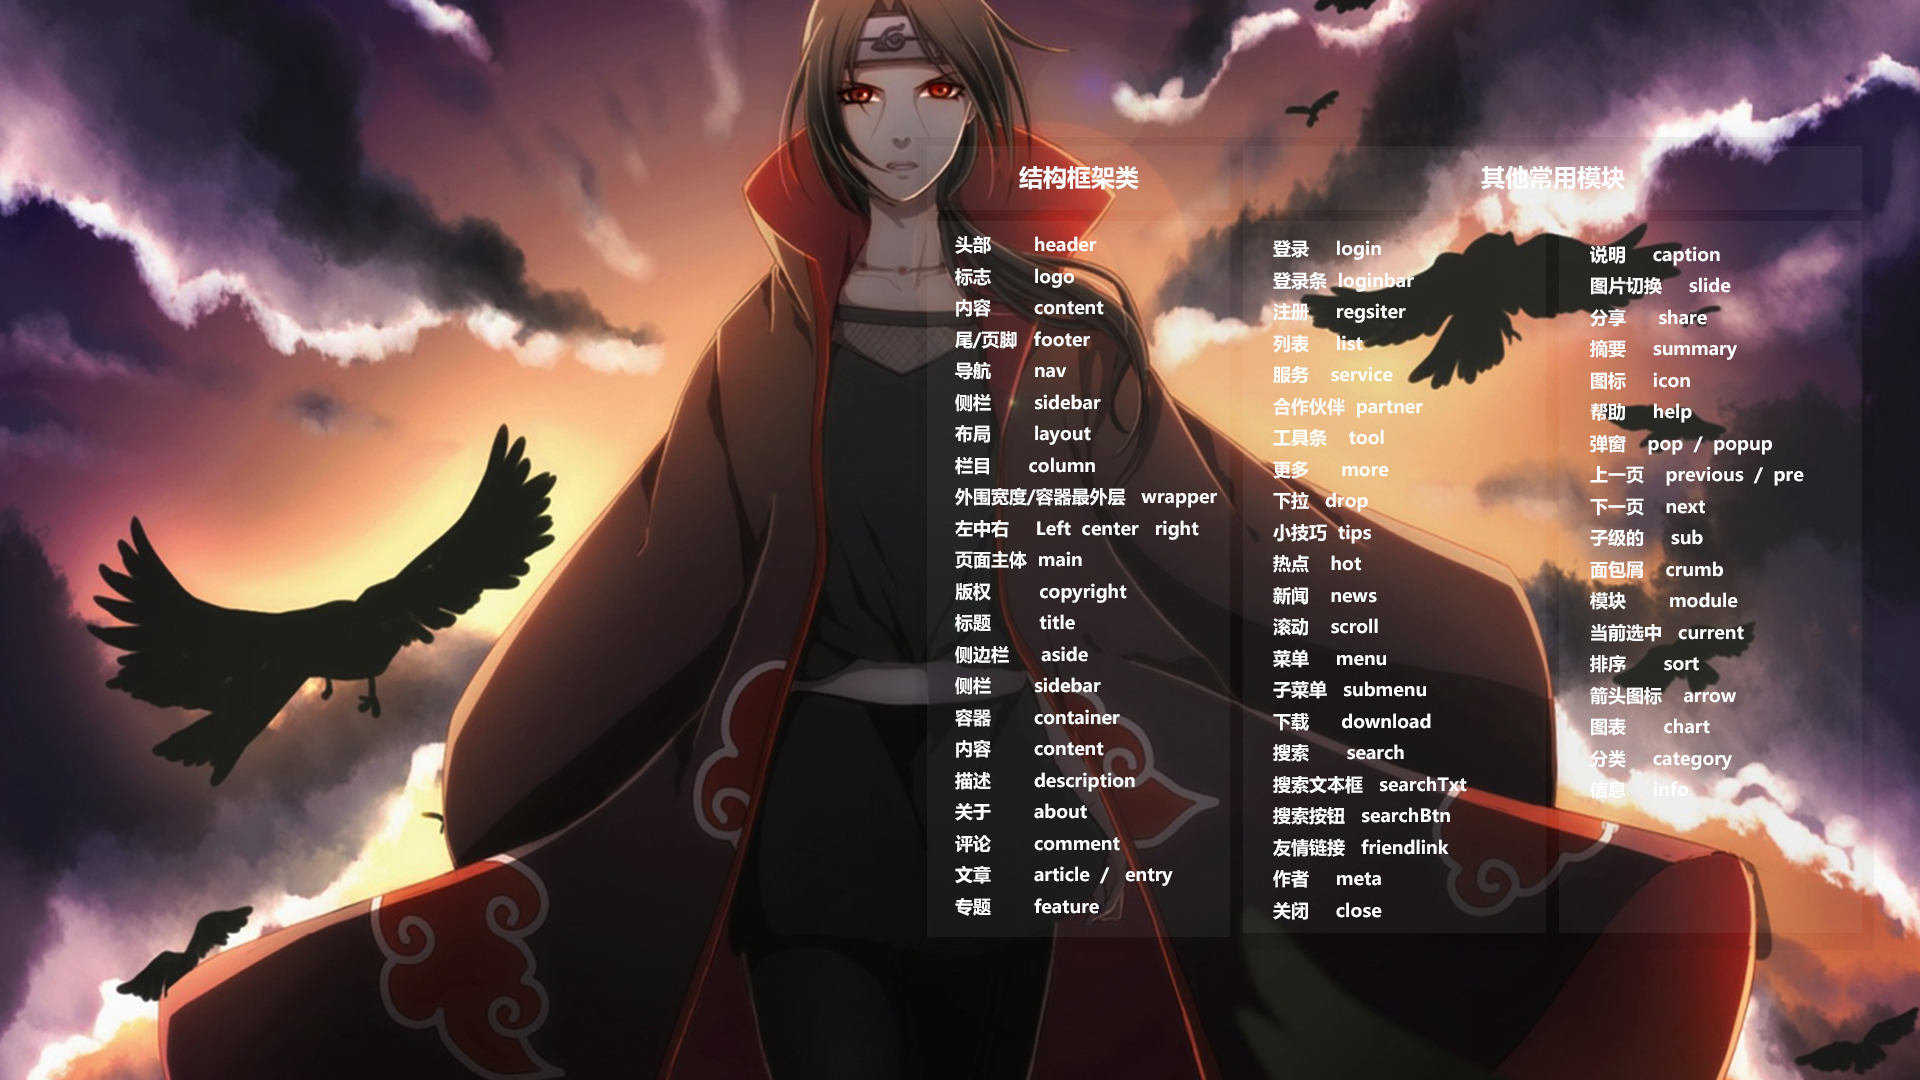 结构框架类
头部 header
标志 logo
内容 content
尾/页脚 footer
导航 nav
侧栏 sidebar
布局 layout
栏目 column
外围宽度/容器最外层 wrapper
左中右 Left center right
页面主体 main
版权 copyright
标题 title
侧边栏 aside
侧栏 sidebar
容器 container
内容 content
描述 description
关于 about
评论 comment
文章 article / entry
专题 feature
其他常用模块
登录 login
登录条 loginbar
注册 regsiter
列表 list
服务 service
合作伙伴 partner
工具条 tool
更多 more
下拉 drop
小技巧 tips
热点 hot
新闻 news
滚动 scroll
菜单 menu
子菜单 submenu
下载 download
搜索 search
搜索文本框 searchTxt
搜索按钮 searchBtn
友情链接 friendlink
作者 meta
关闭 close
说明 caption
图片切换 slide
分享 share
摘要 summary
图标 icon
帮助 help
弹窗 pop / popup
上一页 previous / pre
下一页 next
子级的 sub
面包屑 crumb
模块 module
当前选中 current
排序 sort
箭头图标 arrow
图表 chart
分类 category
信息 info